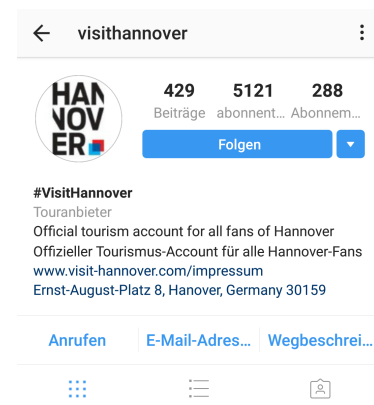 visithannover
HAN
NOV
ER
429 5121 288
Beiträge abonnent... Abonnem...
Folgen
#VisitHannover
Touranbieter
Official tourism account for all fans of Hannover
Offizieller Tourismus-Account für alle Hannover-Fans
www.visit-hannover.com/impressum
Ernst-August-Platz 8, Hanover, Germany 30159
Anrufen E-Mail-Adres... Wegbeschrei...